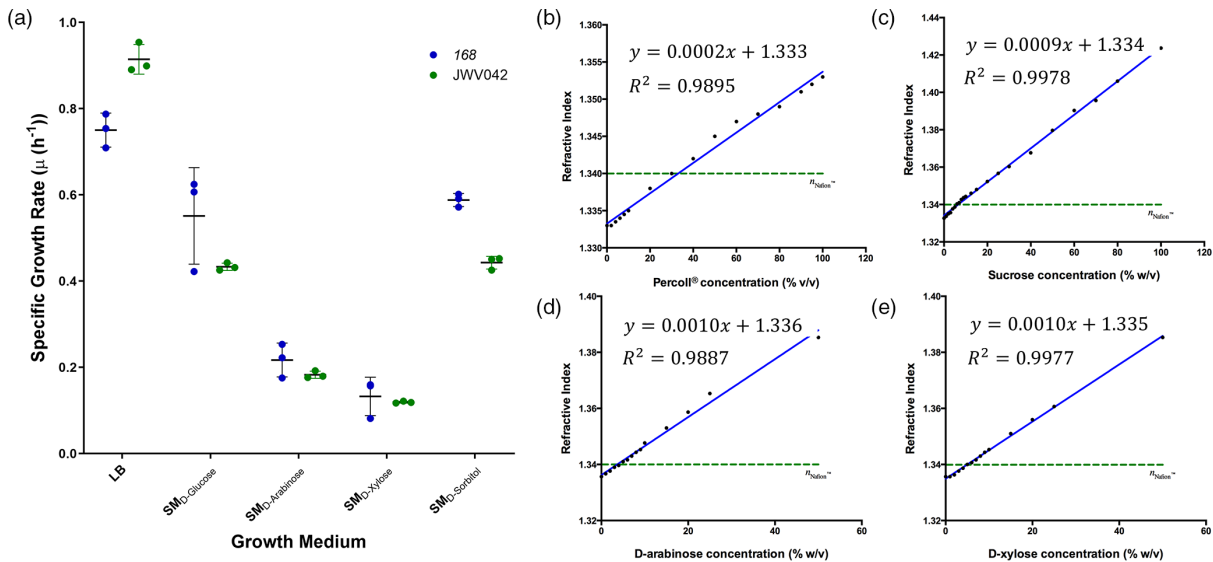 (a)
1.0
0.8
0.6
0.4
0.2
0.0
Specific Growth Rate (μ (h⁻¹))
168
JWV042
LB
SM D-Glucose
SM D-Arabinose
SM D-Xylose
SM D-Sorbitol
Growth Medium
(b)
1.360
1.355
1.350
1.345
1.340
1.335
1.330
Refractive Index
y = 0.0002x + 1.333
R² = 0.9895
nNafion™
0 20 40 60 80 100 120
Percoll® concentration (% v/v)
(c)
1.44
1.42
1.40
1.38
1.36
1.34
1.32
Refractive Index
y = 0.0009x + 1.334
R² = 0.9978
nNafion™
0 20 40 60 80 100 120
Sucrose concentration (% w/v)
(d)
1.40
1.38
1.36
1.34
1.32
Refractive Index
y = 0.0010x + 1.336
R² = 0.9887
nNafion™
0 20 40 60
D-arabinose concentration (% w/v)
(e)
1.40
1.38
1.36
1.34
1.32
Refractive Index
y = 0.0010x + 1.335
R² = 0.9977
nNafion™
0 20 40 60
D-xylose concentration (% w/v)